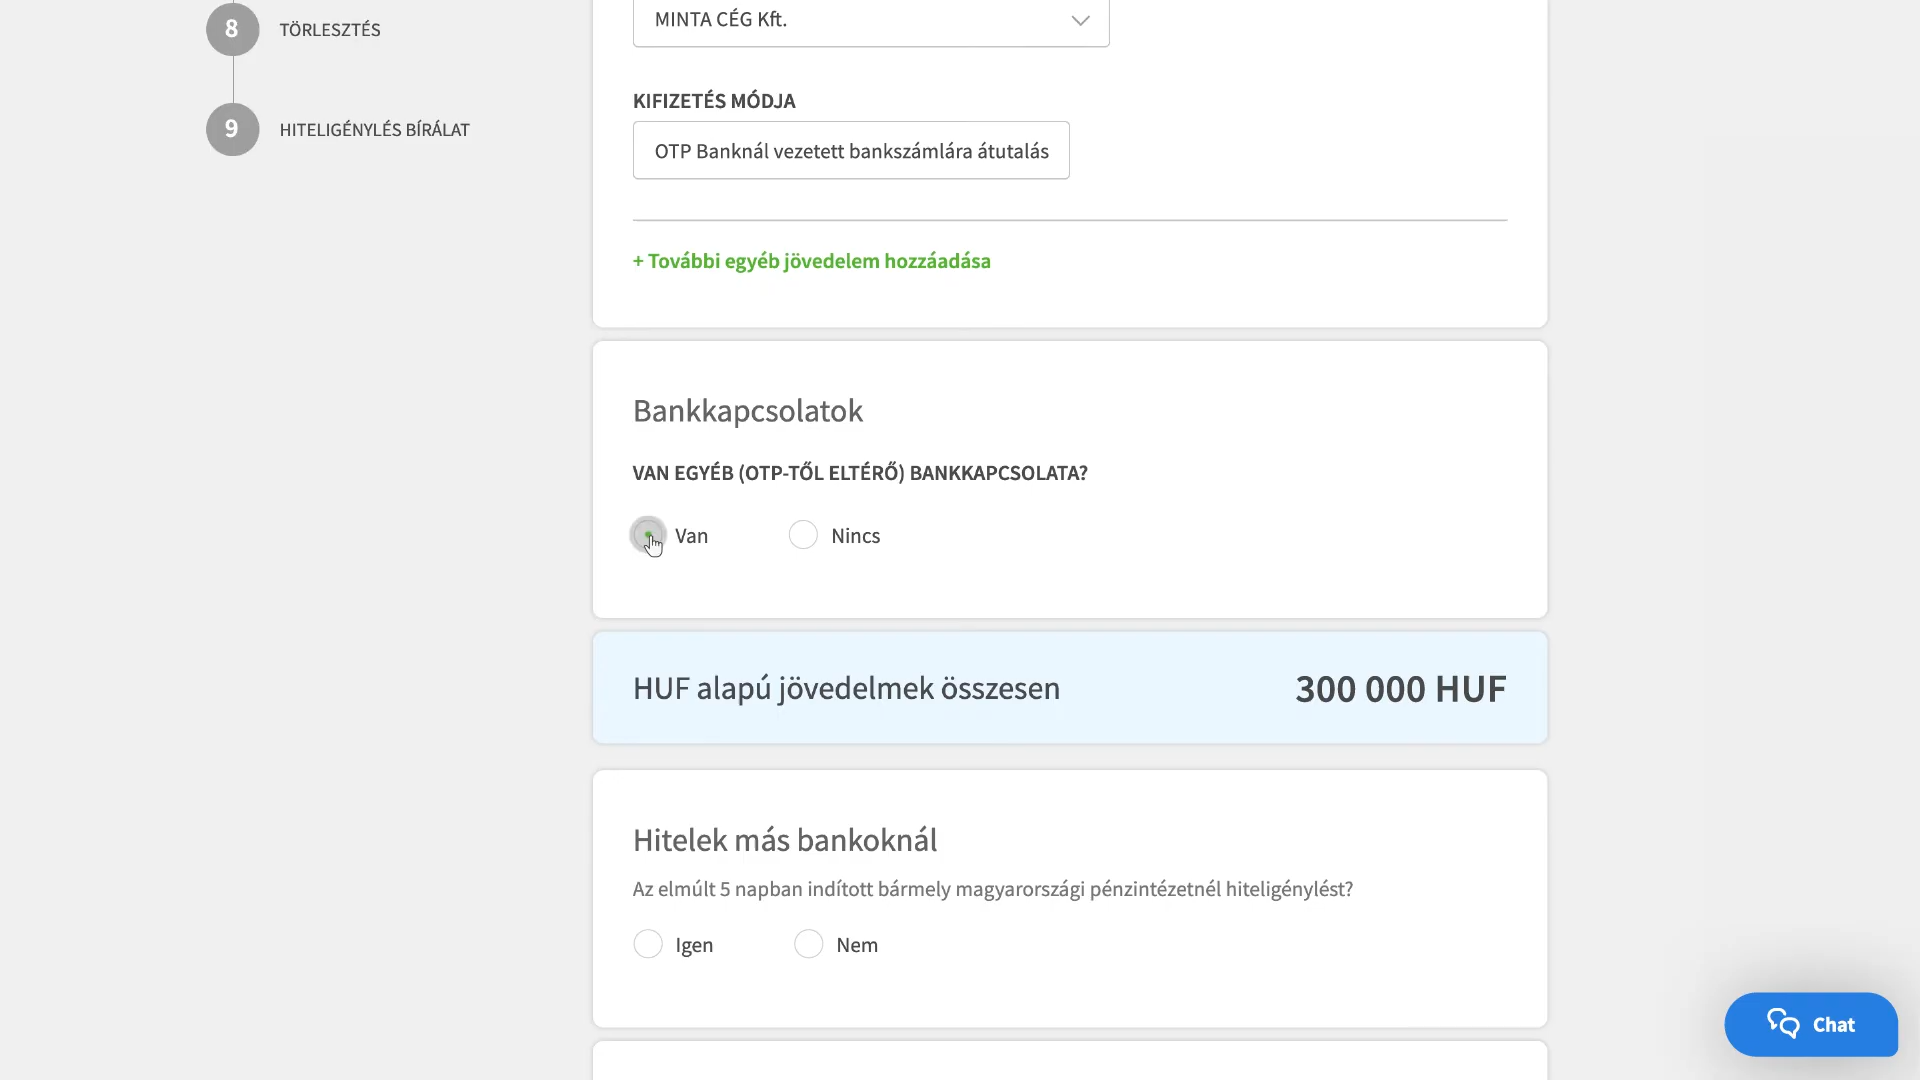 8 TÖRLESZTÉS
9 HITELIGÉNYLÉS BÍRÁLAT
MINTA CÉG Kft.
KIFIZETÉS MÓDJA
OTP Banknál vezetett bankszámlára átutalás
+ További egyéb jövedelem hozzáadása
Bankkapcsolatok
VAN EGYÉB (OTP-TŐL ELTÉRŐ) BANKKAPCSOLATA?
Van Nincs
HUF alapú jövedelmek összesen 300 000 HUF
Hitelek más bankoknál
Az elmúlt 5 napban indított bármely magyarországi pénzintézetnél hiteligénylést?
Igen Nem
Chat